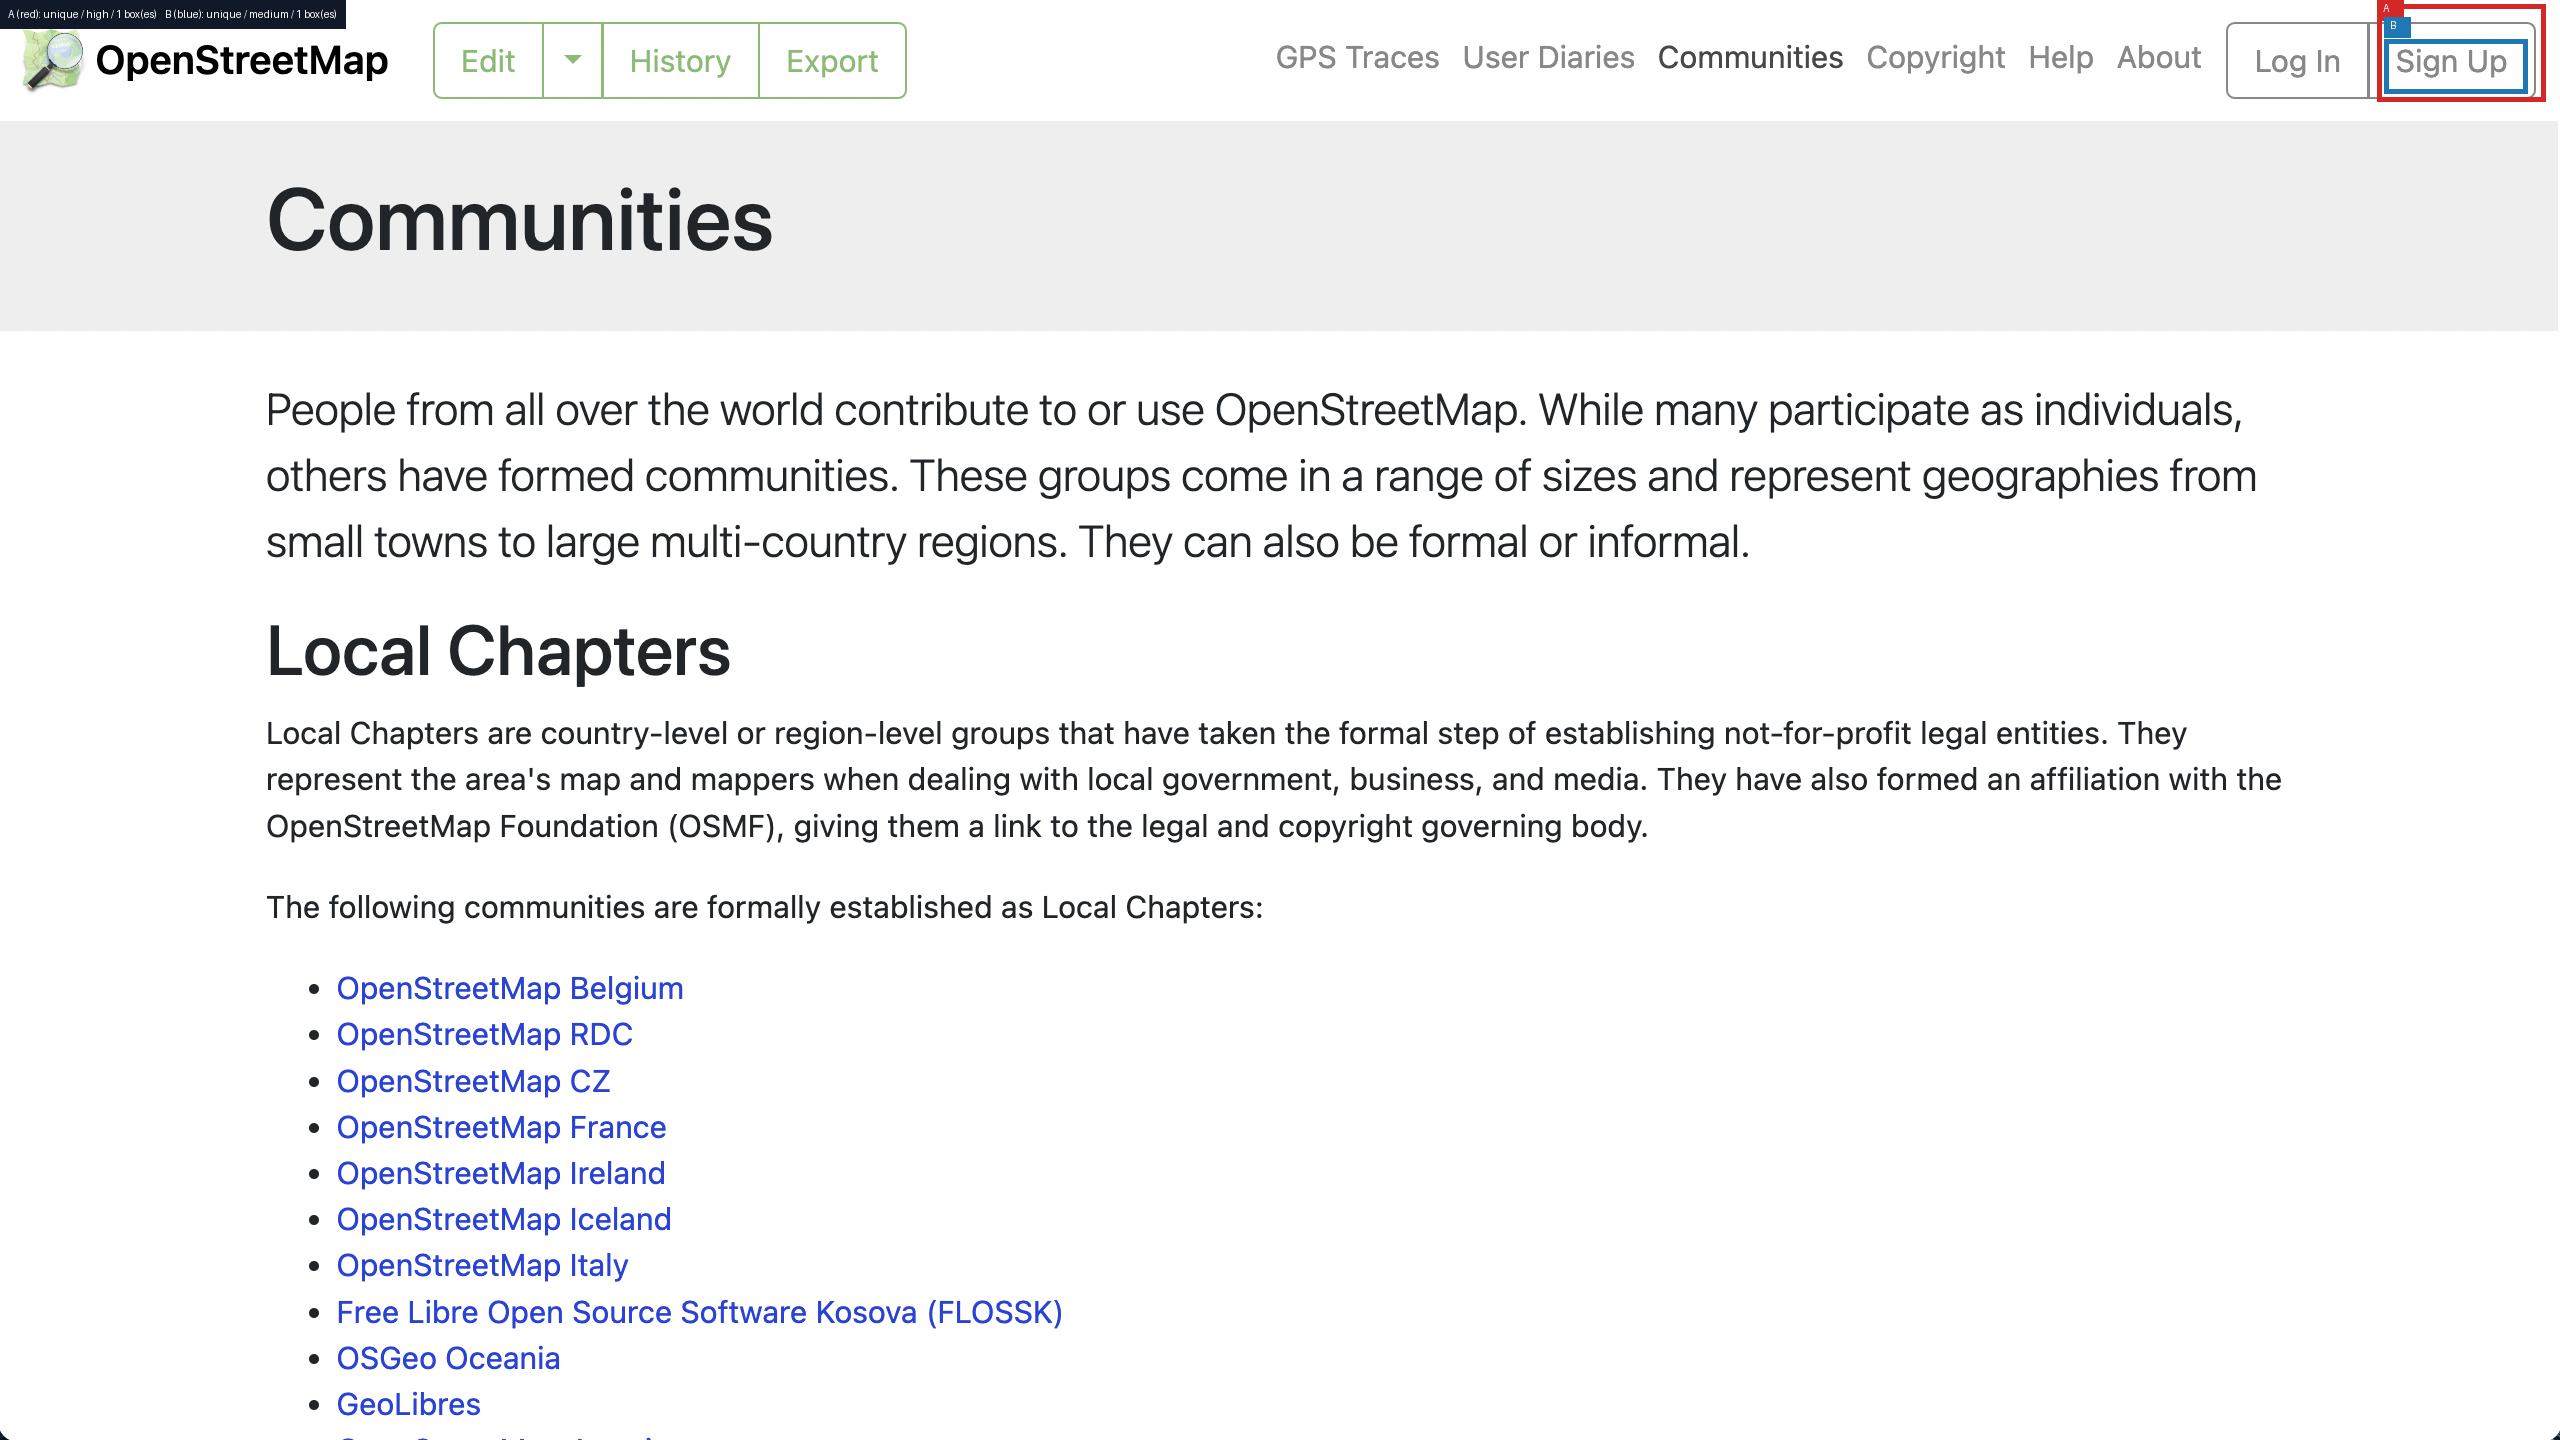 A (red): unique / high / 1 box(es) B (blue): unique / medium / 1 box(es)
OpenStreetMap
Edit
History
Export
GPS Traces
User Diaries
Communities
Copyright
Help
About
Log In
A
B
Sign Up
Communities
People from all over the world contribute to or use OpenStreetMap. While many participate as individuals,
others have formed communities. These groups come in a range of sizes and represent geographies from
small towns to large multi-country regions. They can also be formal or informal.
Local Chapters
Local Chapters are country-level or region-level groups that have taken the formal step of establishing not-for-profit legal entities. They
represent the area's map and mappers when dealing with local government, business, and media. They have also formed an affiliation with the
OpenStreetMap Foundation (OSMF), giving them a link to the legal and copyright governing body.
The following communities are formally established as Local Chapters:
OpenStreetMap Belgium
OpenStreetMap RDC
OpenStreetMap CZ
OpenStreetMap France
OpenStreetMap Ireland
OpenStreetMap Iceland
OpenStreetMap Italy
Free Libre Open Source Software Kosova (FLOSSK)
OSGeo Oceania
GeoLibres